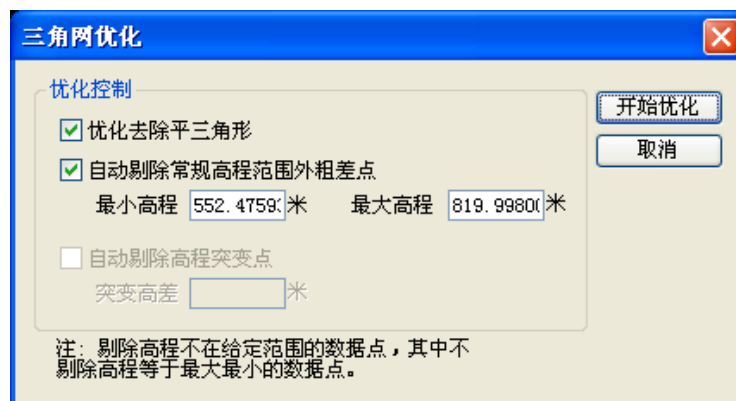 三角网优化
优化控制
优化去除平三角形
自动剔除常规高程范围外粗差点
最小高程 552.4759 米 最大高程 819.9980 米
自动剔除高程突变点
突变高差 米
注: 剔除高程不在给定范围的数据点,其中不
剔除高程等于最大最小的数据点。
开始优化
取消